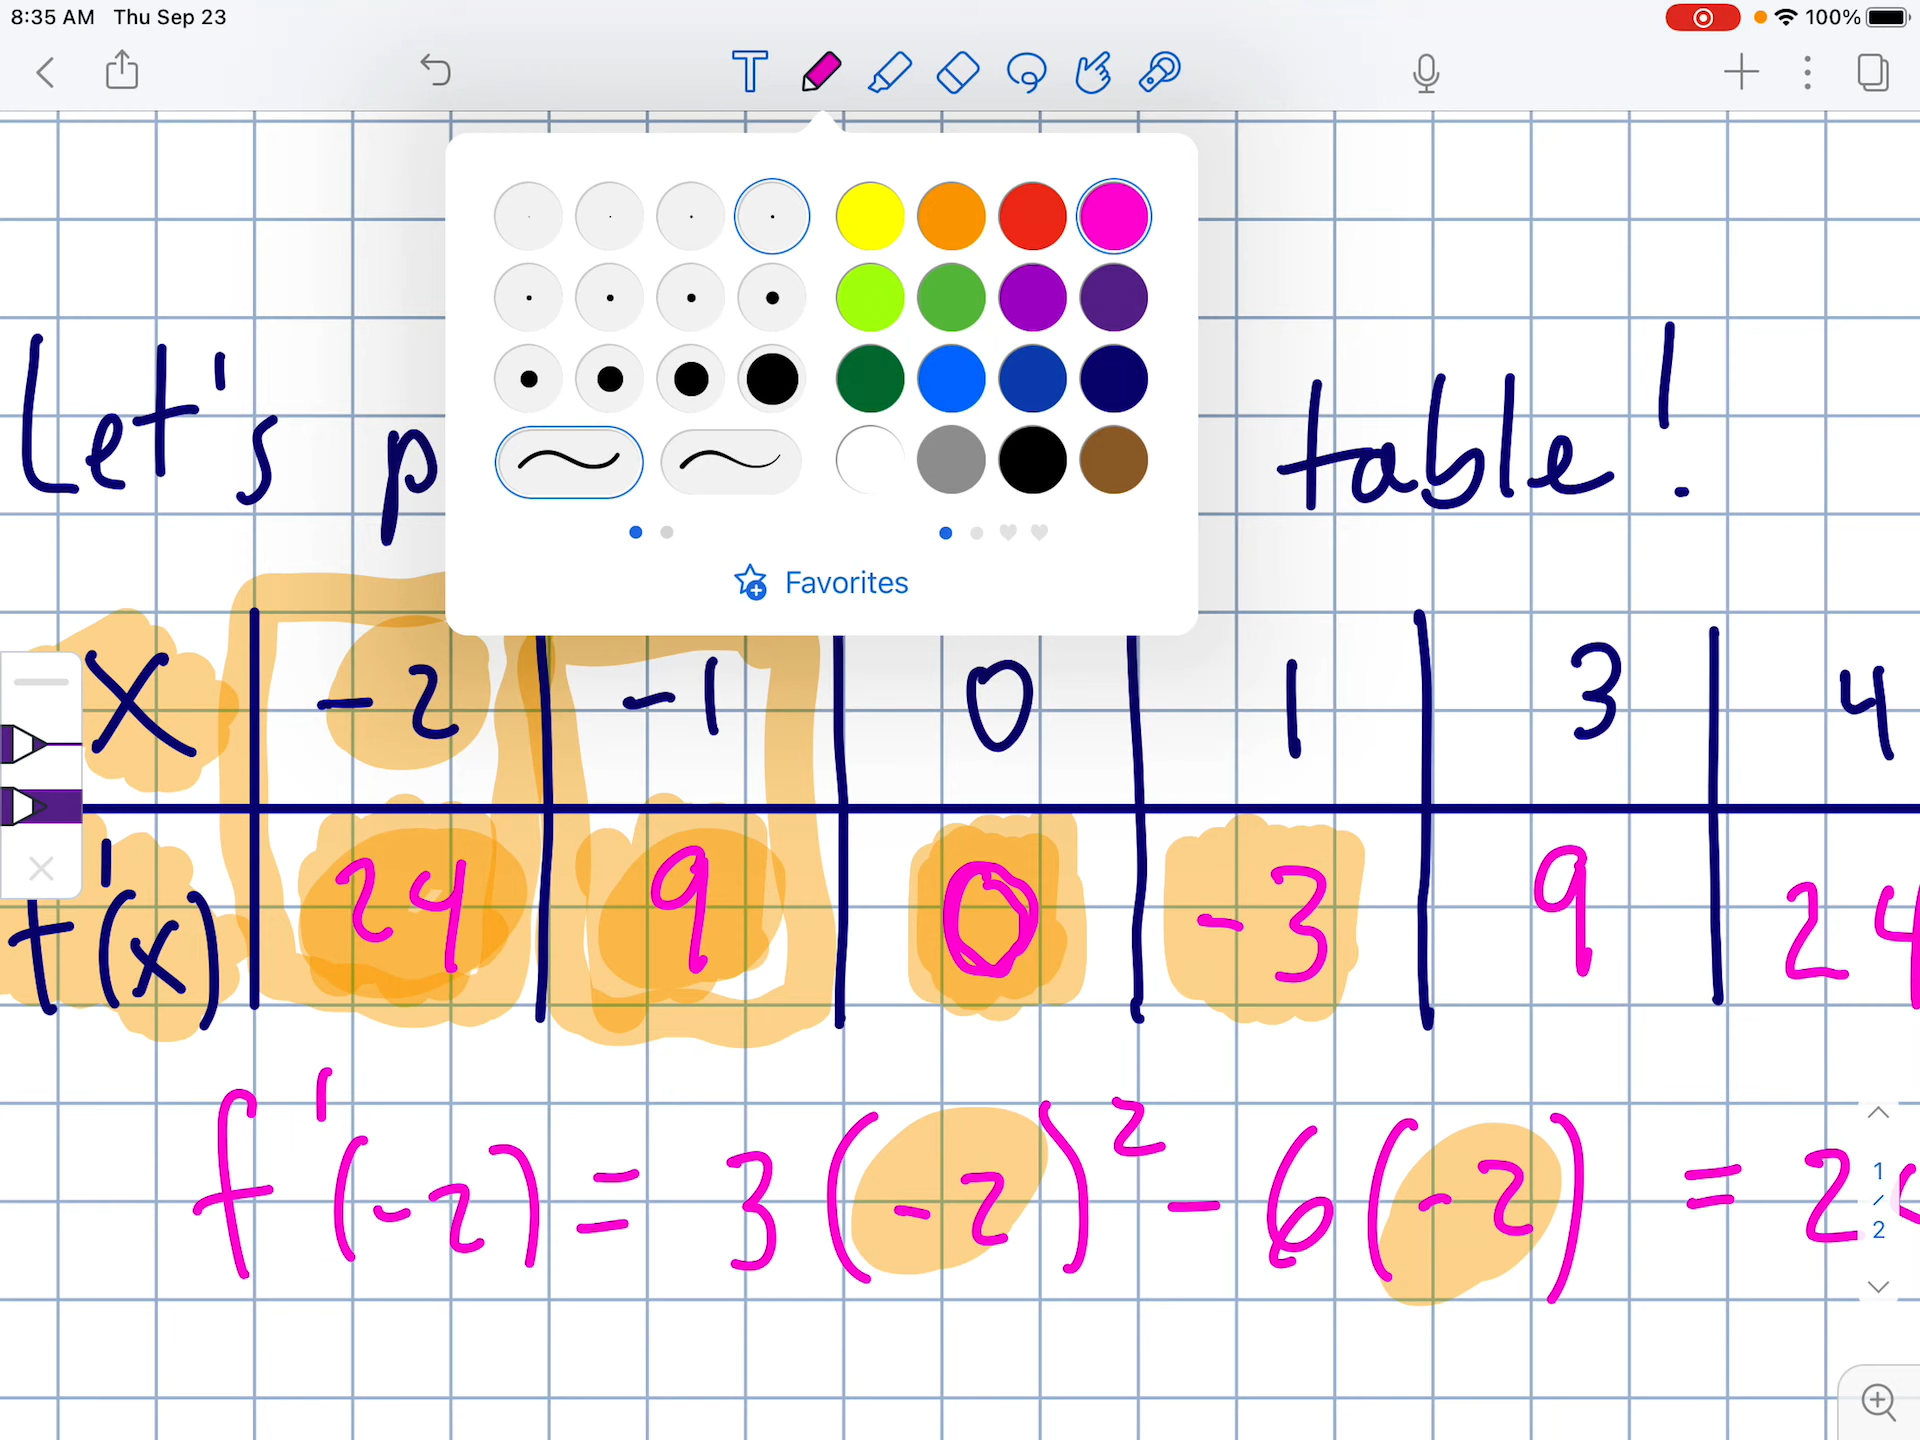 8:35 AM Thu Sep 23 100%
T
Let's p table!
Favorites
x -2 -1 0 1 3 4
f'(x) 24 9 0 -3 9 24
f'(-2) = 3(-2)² - 6(-2) = 2
1/2